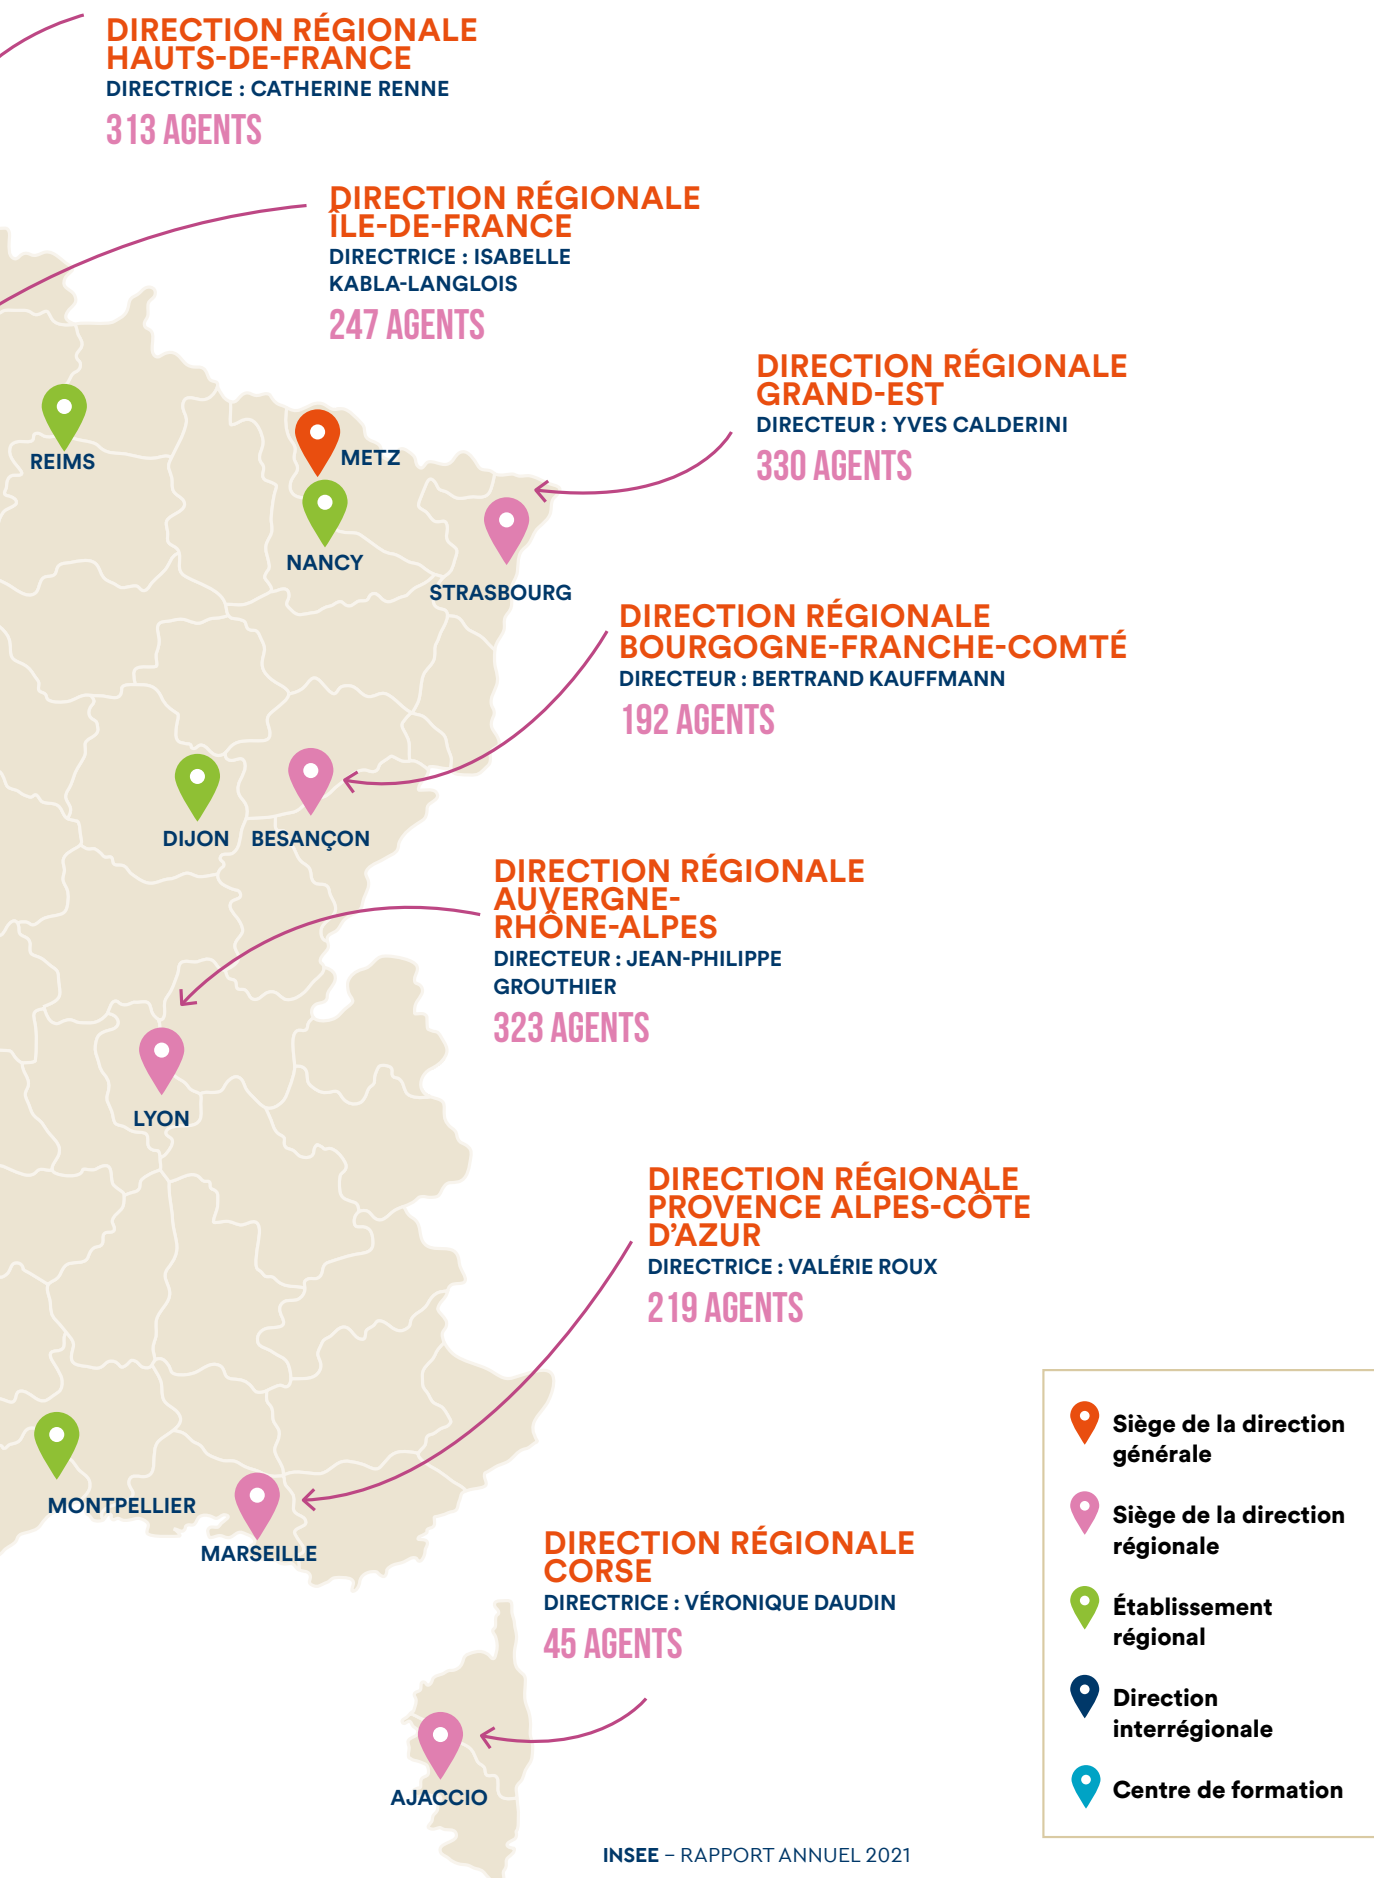 DIRECTION RÉGIONALE
HAUTS-DE-FRANCE
DIRECTRICE : CATHERINE RENNE
313 AGENTS
DIRECTION RÉGIONALE
ÎLE-DE-FRANCE
DIRECTRICE : ISABELLE
KABLA-LANGLOIS
247 AGENTS
DIRECTION RÉGIONALE
GRAND-EST
DIRECTEUR : YVES CALDERINI
330 AGENTS
REIMS
METZ
NANCY
STRASBOURG
DIRECTION RÉGIONALE
BOURGOGNE-FRANCHE-COMTÉ
DIRECTEUR : BERTRAND KAUFFMANN
192 AGENTS
DIJON
BESANÇON
DIRECTION RÉGIONALE
AUVERGNE-
RHÔNE-ALPES
DIRECTEUR : JEAN-PHILIPPE
GROUTHIER
323 AGENTS
LYON
DIRECTION RÉGIONALE
PROVENCE ALPES-CÔTE
D'AZUR
DIRECTRICE : VALÉRIE ROUX
219 AGENTS
MONTPELLIER
MARSEILLE
DIRECTION RÉGIONALE
CORSE
DIRECTRICE : VÉRONIQUE DAUDIN
45 AGENTS
AJACCIO
Siège de la direction
générale
Siège de la direction
régionale
Établissement
régional
Direction
interrégionale
Centre de formation
INSEE – RAPPORT ANNUEL 2021